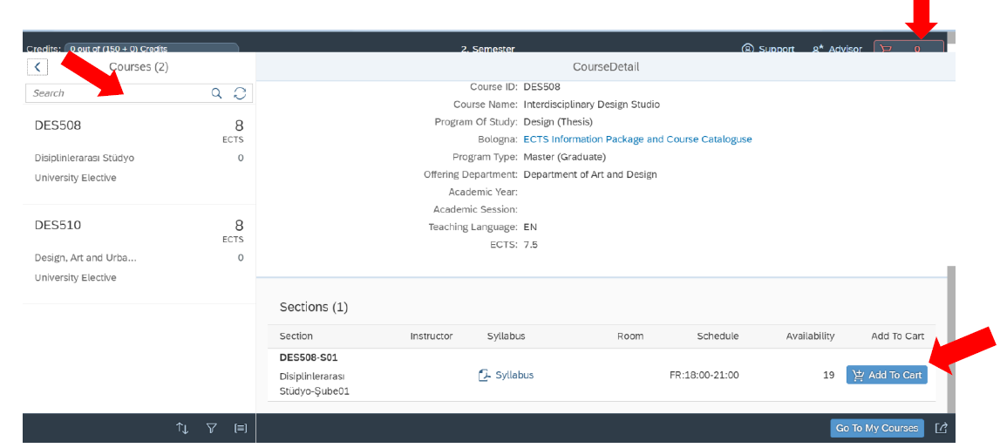 Credits: 0 out of (150 + 0) Credits
2. Semester
Support
Advisor
0
Courses (2)
CourseDetail
Search
DES508
8
ECTS
Disiplinlerarası Stüdyo
0
University Elective
DES510
8
ECTS
Design, Art and Urba...
0
University Elective
Course ID: DES508
Course Name: Interdisciplinary Design Studio
Program Of Study: Design (Thesis)
Bologna: ECTS Information Package and Course Cataloguse
Program Type: Master (Graduate)
Offering Department: Department of Art and Design
Academic Year:
Academic Session:
Teaching Language: EN
ECTS: 7.5
Sections (1)
Section Instructor Syllabus Room Schedule Availability Add To Cart
DES508-S01
Disiplinlerarası
Stüdyo-Şube01
Syllabus
FR:18:00-21:00
19
Add To Cart
Go To My Courses